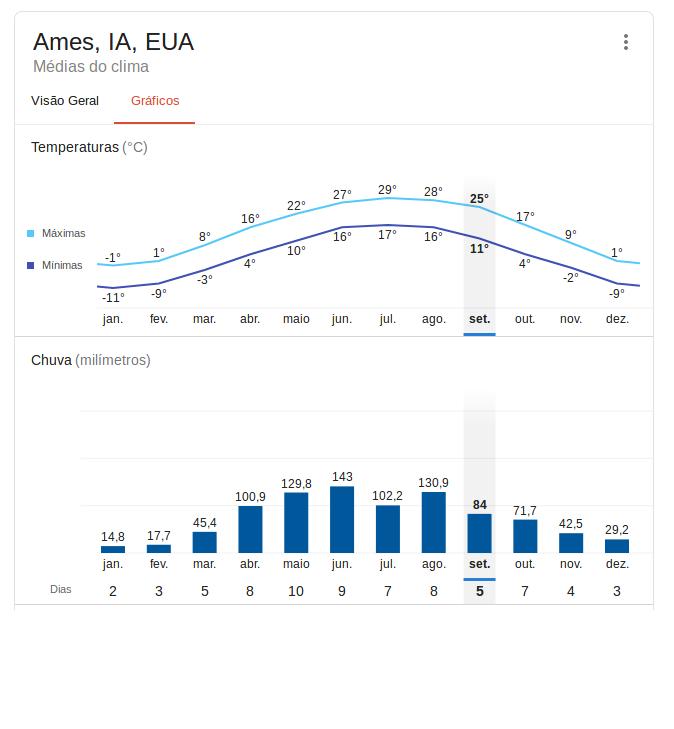 Ames, IA, EUA
Médias do clima
Visão Geral Gráficos
Temperaturas (°C)
Máximas
Mínimas
-1° 1° 8° 16° 22° 27° 29° 28° 25° 17° 9° 1°
-11° -9° -3° 4° 10° 16° 17° 16° 11° 4° -2° -9°
jan. fev. mar. abr. maio jun. jul. ago. set. out. nov. dez.
Chuva (milímetros)
14,8 17,7 45,4 100,9 129,8 143 102,2 130,9 84 71,7 42,5 29,2
jan. fev. mar. abr. maio jun. jul. ago. set. out. nov. dez.
Dias 2 3 5 8 10 9 7 8 5 7 4 3